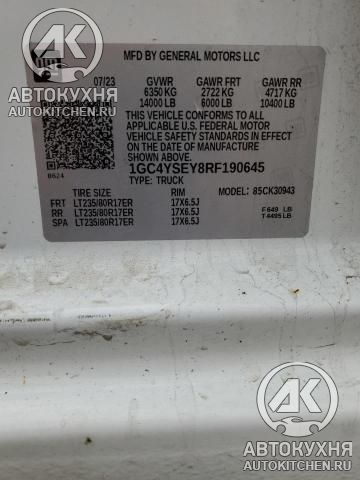 MFD BY GENERAL MOTORS LLC
07/23 GVWR GAWR FRT GAWR RR
6350 KG 2722 KG 4717 KG
14000 LB 6000 LB 10400 LB
THIS VEHICLE CONFORMS TO ALL
APPLICABLE U.S. FEDERAL MOTOR
VEHICLE SAFETY STANDARDS IN EFFECT
ON THE DATE OF MANUFACTURE
SHOWN ABOVE.
1GC4YSEY8RF190645
B624 TYPE: TRUCK
TIRE SIZE RIM MODEL: 85CK30943
FRT LT235/80R17ER 17X6.5J F 649 LB
RR LT235/80R17ER 17X6.5J T 4495 LB
SPA LT235/80R17ER 17X6.5J
АК
АВТОКУХНЯ
АК
АВТОКУХНЯ
ak.by